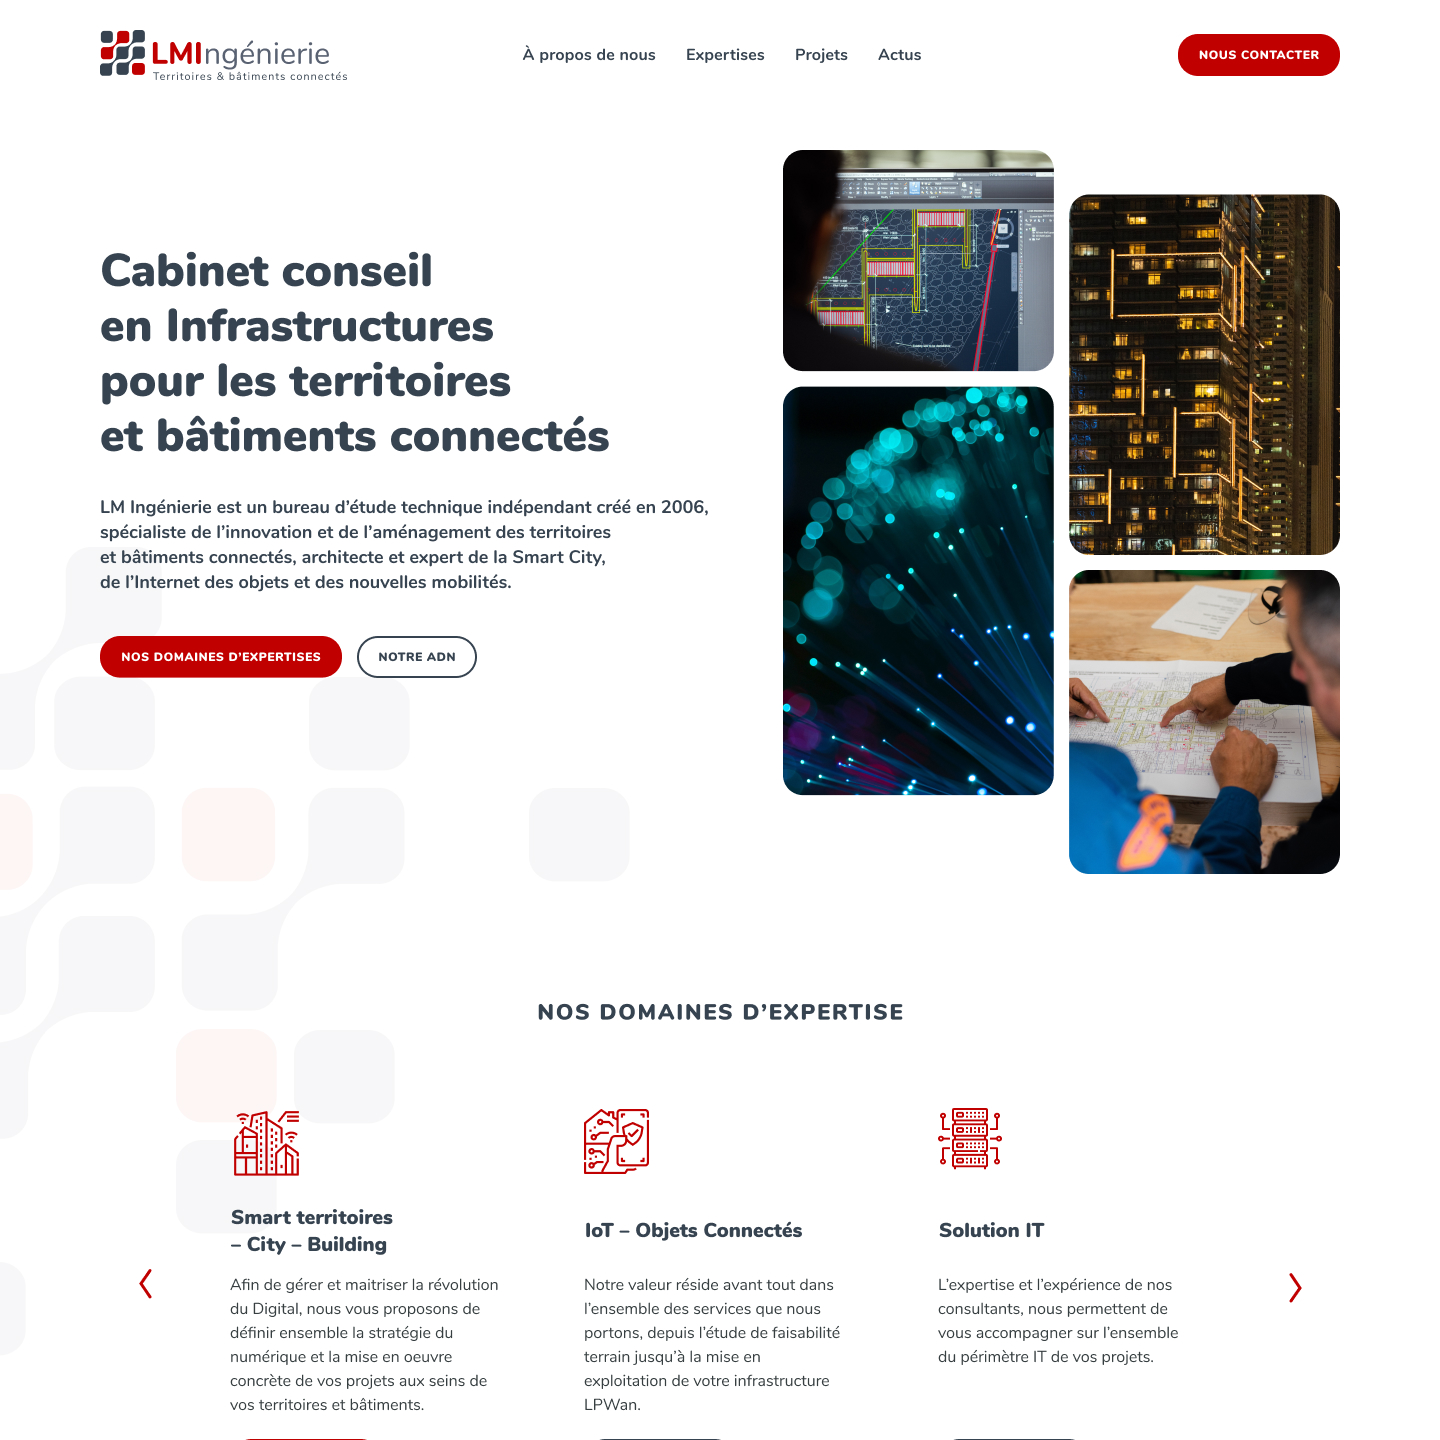 LMIngénierie
Territoires & bâtiments connectés
À propos de nous
Expertises
Projets
Actus
NOUS CONTACTER
Cabinet conseil
en Infrastructures
pour les territoires
et bâtiments connectés
LM Ingénierie est un bureau d’étude technique indépendant créé en 2006,
spécialiste de l’innovation et de l’aménagement des territoires
et bâtiments connectés, architecte et expert de la Smart City,
de l’Internet des objets et des nouvelles mobilités.
NOS DOMAINES D’EXPERTISES
NOTRE ADN
NOS DOMAINES D’EXPERTISE
Smart territoires
– City – Building
Afin de gérer et maitriser la révolution
du Digital, nous vous proposons de
définir ensemble la stratégie du
numérique et la mise en oeuvre
concrète de vos projets aux seins de
vos territoires et bâtiments.
IoT – Objets Connectés
Notre valeur réside avant tout dans
l’ensemble des services que nous
portons, depuis l’étude de faisabilité
terrain jusqu’à la mise en
exploitation de votre infrastructure
LPWan.
Solution IT
L’expertise et l’expérience de nos
consultants, nous permettent de
vous accompagner sur l’ensemble
du périmètre IT de vos projets.